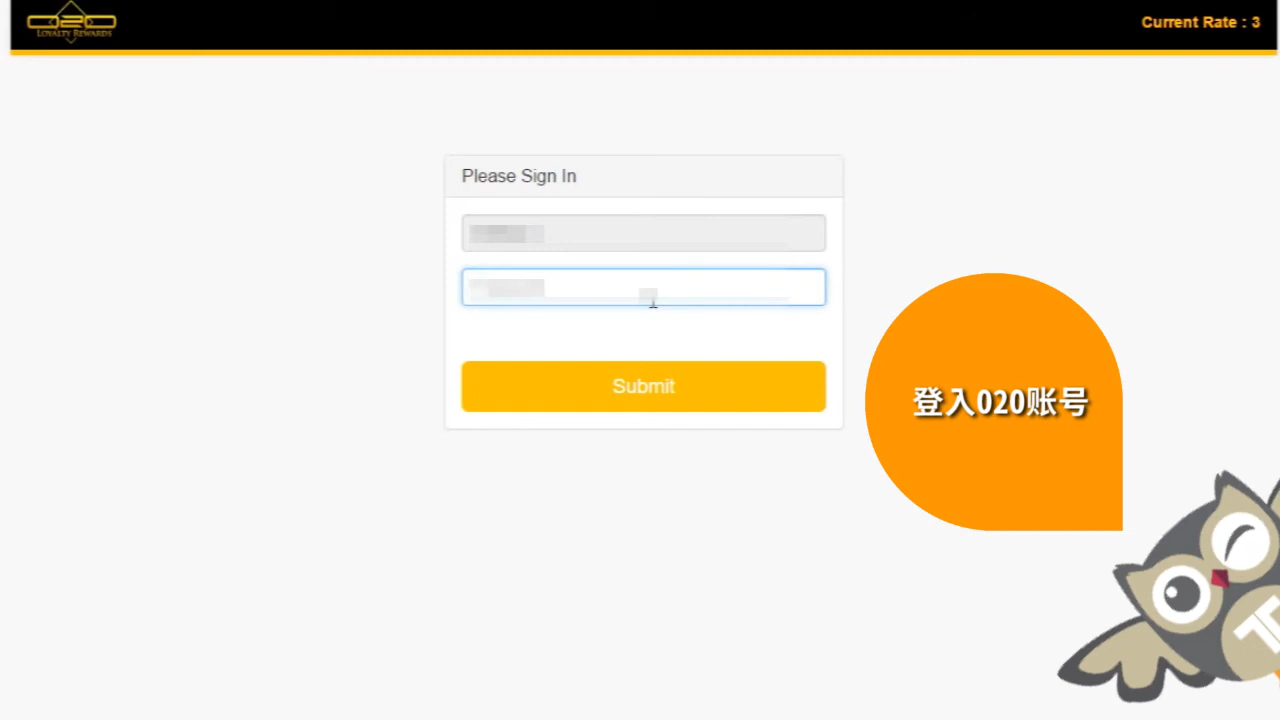 O2O
LOYALTY REWARDS
Current Rate : 3
Please Sign In
Submit
登入020账号